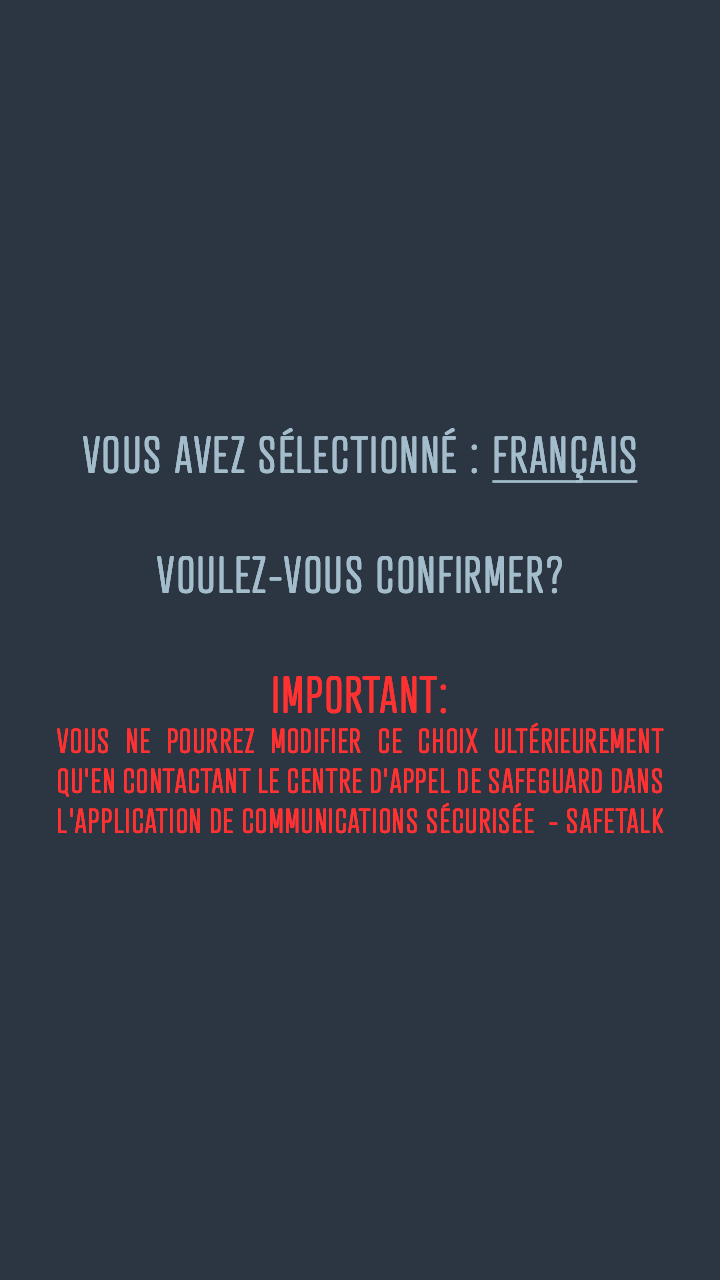 VOUS AVEZ SÉLECTIONNÉ : FRANÇAIS
VOULEZ-VOUS CONFIRMER?
IMPORTANT:
VOUS NE POURREZ MODIFIER CE CHOIX ULTÉRIEUREMENT
QU'EN CONTACTANT LE CENTRE D'APPEL DE SAFEGUARD DANS
L'APPLICATION DE COMMUNICATIONS SÉCURISÉE - SAFETALK